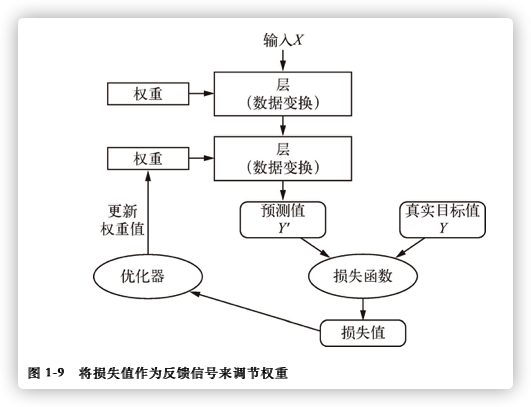 输入X
权重
层
（数据变换）
权重
层
（数据变换）
更新
权重值
预测值
Y'
真实目标值
Y
优化器
损失函数
损失值
图 1-9 将损失值作为反馈信号来调节权重